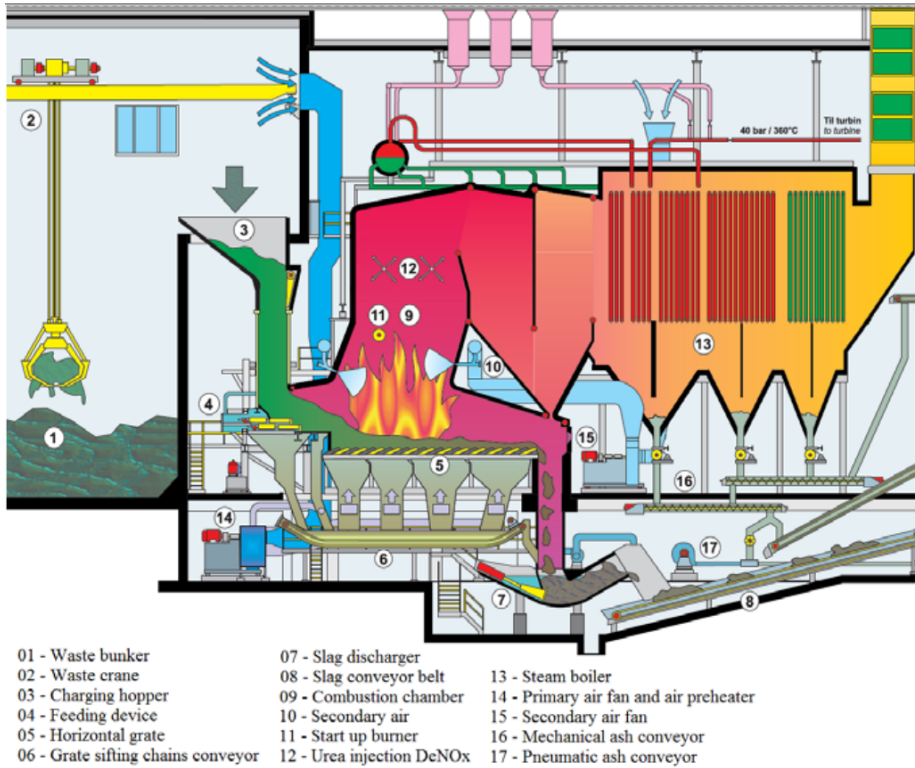 2
Til turbin
40 bar / 360°C
to turbine
3
12
11
9
13
10
4
1
15
5
16
14
17
6
7
8
01 - Waste bunker
02 - Waste crane
03 - Charging hopper
04 - Feeding device
05 - Horizontal grate
06 - Grate sifting chains conveyor
07 - Slag discharger
08 - Slag conveyor belt
09 - Combustion chamber
10 - Secondary air
11 - Start up burner
12 - Urea injection DeNOx
13 - Steam boiler
14 - Primary air fan and air preheater
15 - Secondary air fan
16 - Mechanical ash conveyor
17 - Pneumatic ash conveyor